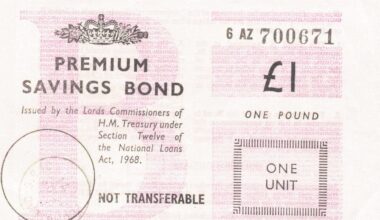 6 AZ 700671
PREMIUM
SAVINGS BOND
£1
Issued by the Lords Commissioners of
H.M. Treasury under
Section Twelve of
the National Loans
Act, 1968.
ONE POUND
ONE
UNIT
NOT TRANSFERABLE